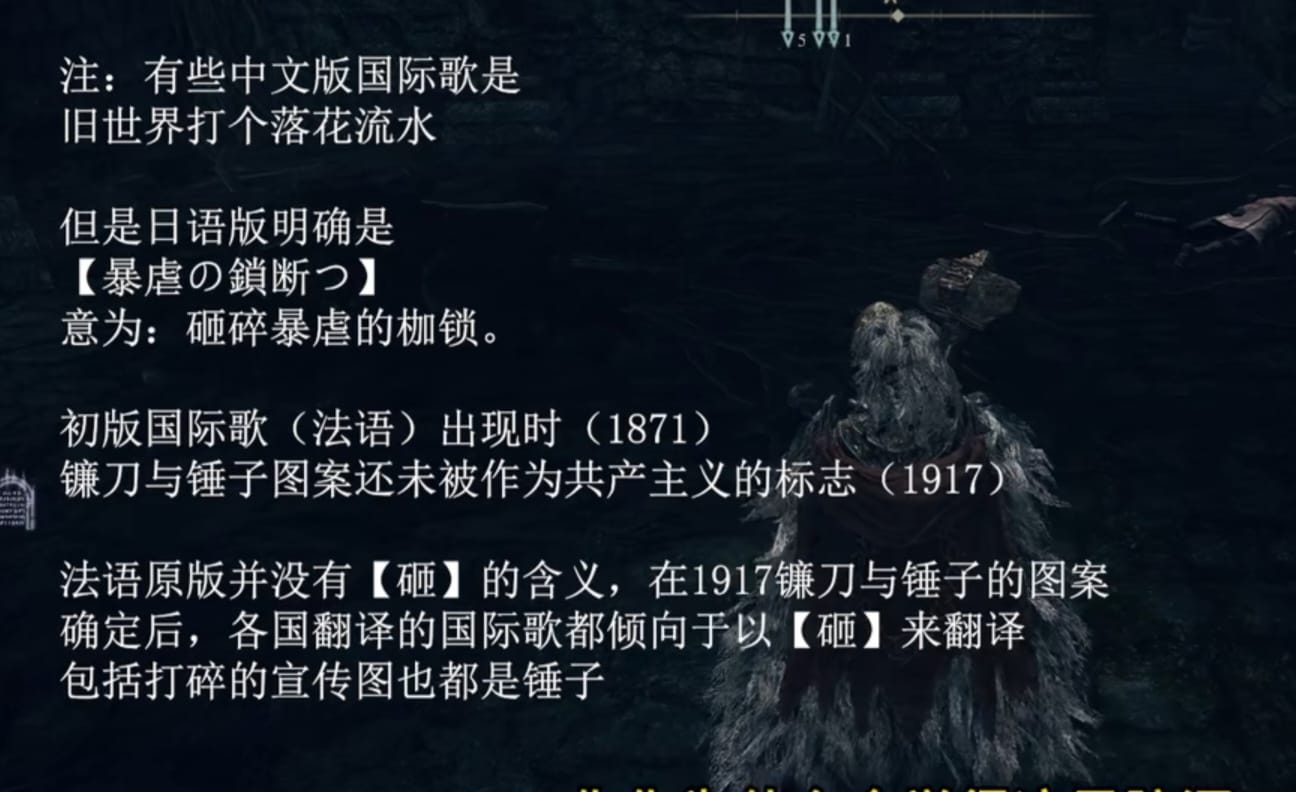 5 1
注：有些中文版国际歌是
旧世界打个落花流水
但是日语版明确是
【暴虐の鎖断つ】
意为：砸碎暴虐的枷锁。
初版国际歌（法语）出现时（1871）
镰刀与锤子图案还未被作为共产主义的标志（1917）
法语原版并没有【砸】的含义，在1917镰刀与锤子的图案
确定后，各国翻译的国际歌都倾向于以【砸】来翻译
包括打碎的宣传图也都是锤子